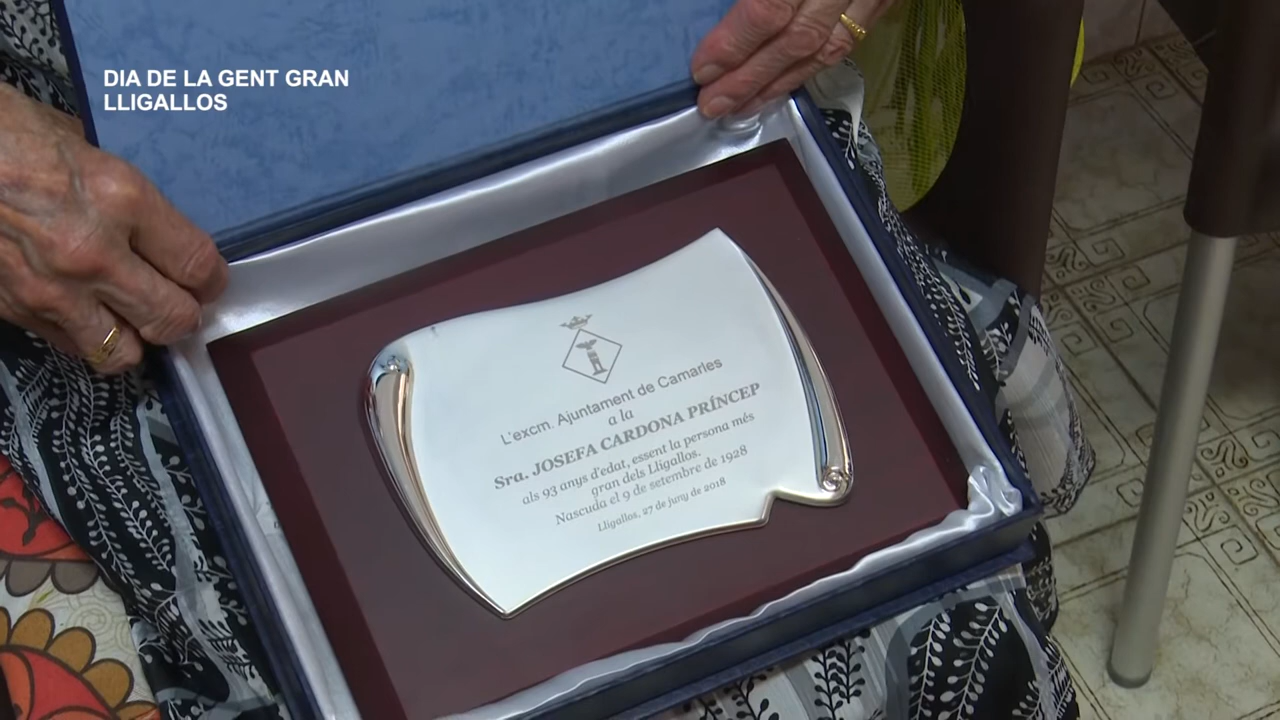 DIA DE LA GENT GRAN
LLIGALLOS
L'excm. Ajuntament de Camarles
a la
Sra. JOSEFA CARDONA PRÍNCEP
als 93 anys d'edat, essent la persona més
gran dels Lligallos.
Nascuda el 9 de setembre de 1928
Lligallos, 27 de juny de 2018